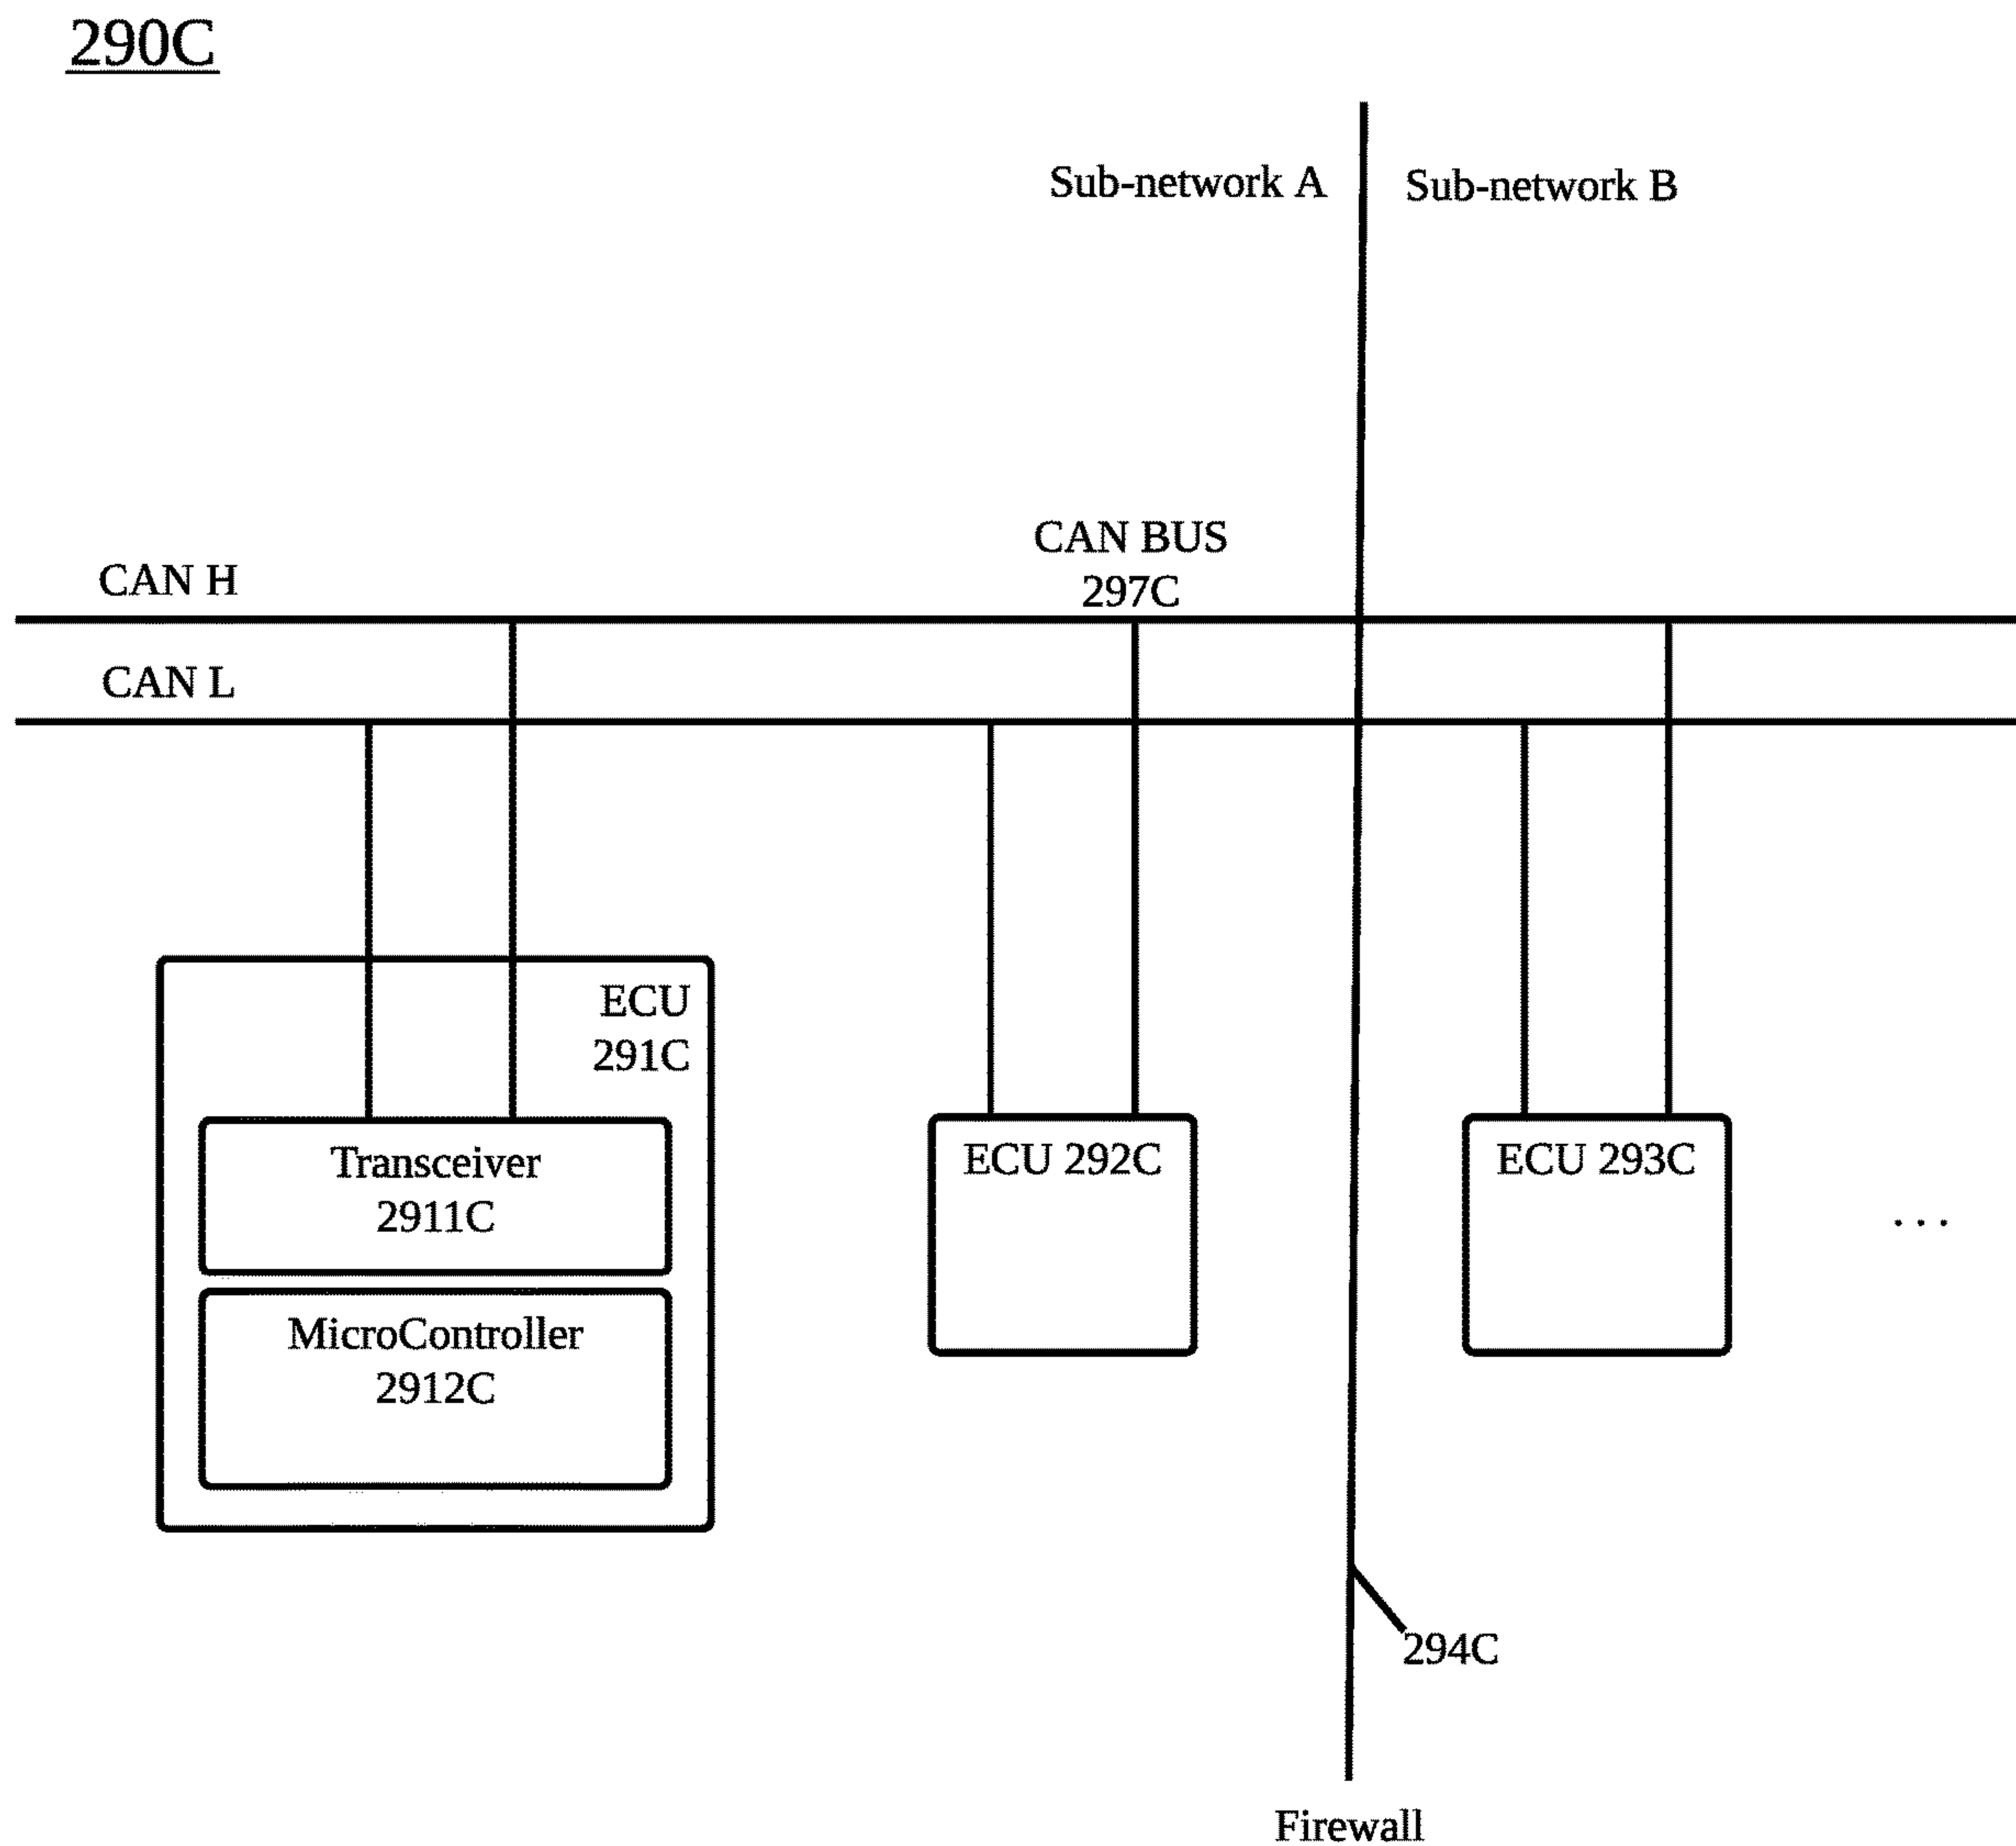 290C
Sub-network A
Sub-network B
CAN BUS
297C
CAN H
CAN L
ECU
291C
Transceiver
2911C
MicroController
2912C
ECU 292C
ECU 293C
...
294C
Firewall